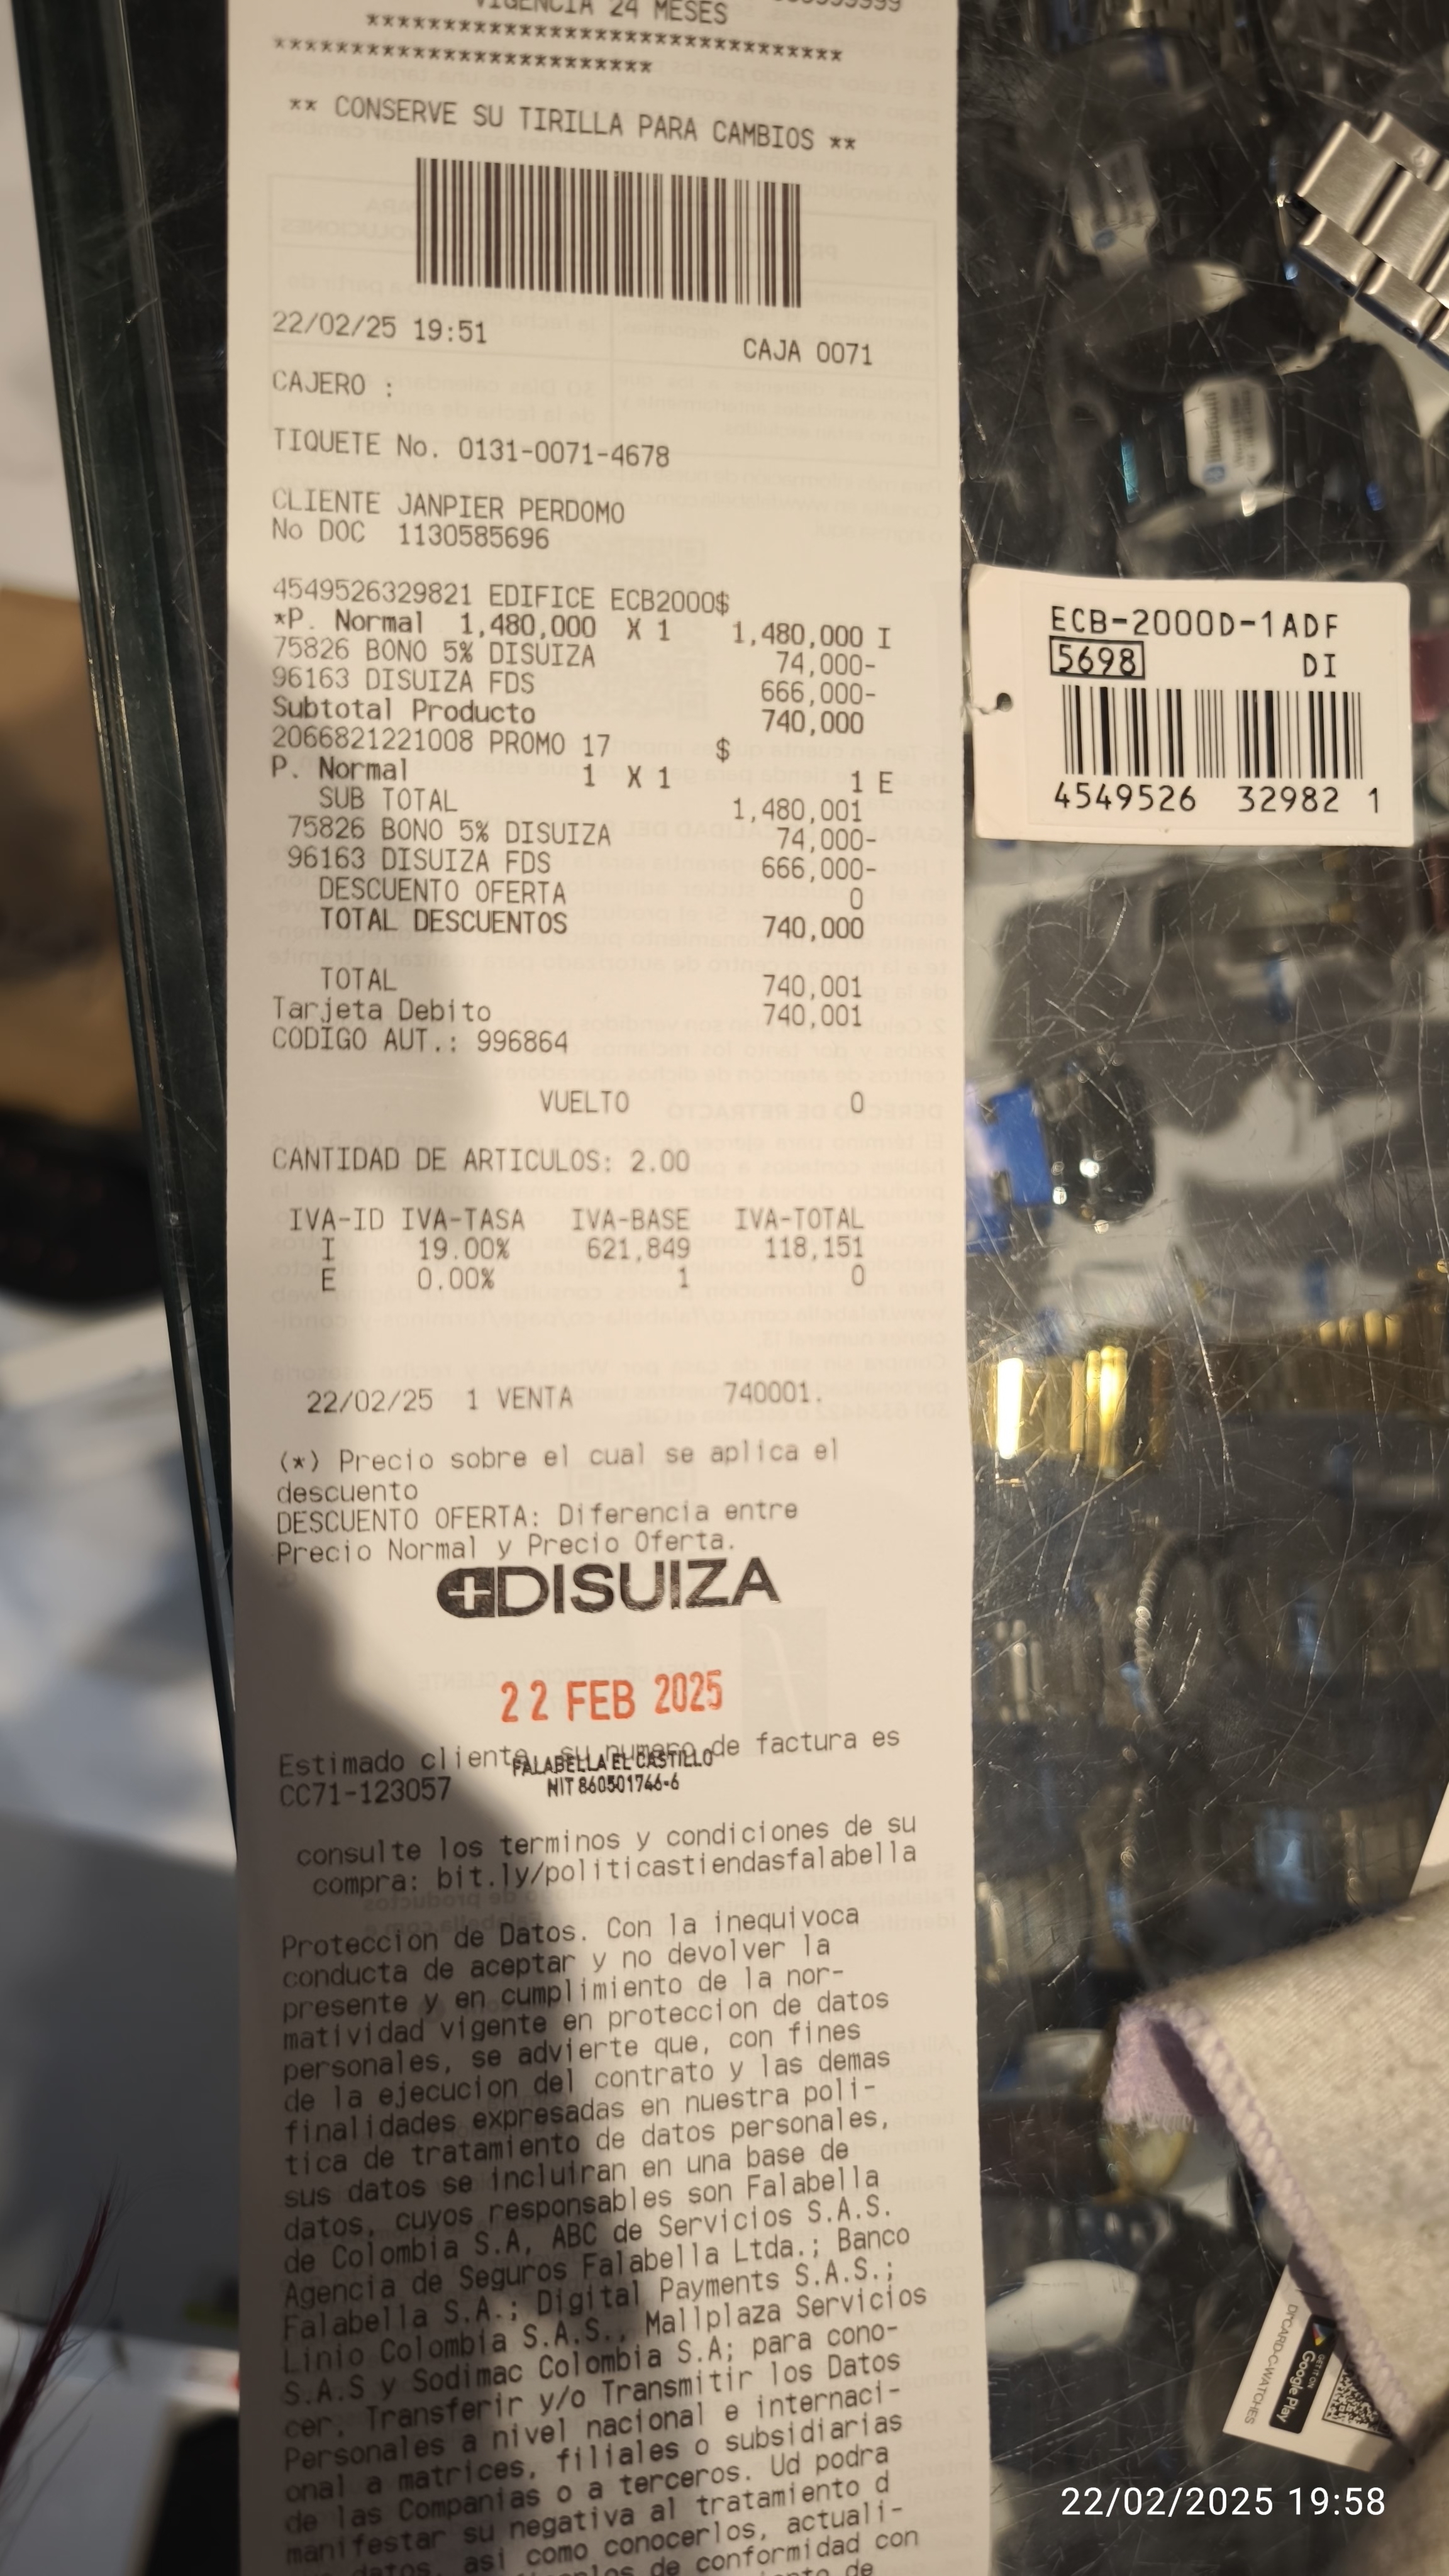 VIGENCIA 24 MESES
*******************************
*************************
** CONSERVE SU TIRILLA PARA CAMBIOS **
22/02/25 19:51
CAJA 0071
CAJERO :
TIQUETE No. 0131-0071-4678
CLIENTE JANPIER PERDOMO
No DOC 1130585696
4549526329821 EDIFICE ECB2000$
*P. Normal 1,480,000 X 1 1,480,000 I
75826 BONO 5% DISUIZA 74,000-
96163 DISUIZA FDS 666,000-
Subtotal Producto 740,000
2066821221008 PROMO 17 $
P. Normal 1 X 1 1 E
SUB TOTAL 1,480,001
75826 BONO 5% DISUIZA 74,000-
96163 DISUIZA FDS 666,000-
DESCUENTO OFERTA 0
TOTAL DESCUENTOS 740,000
TOTAL 740,001
Tarjeta Debito 740,001
CODIGO AUT.: 996864
VUELTO 0
CANTIDAD DE ARTICULOS: 2.00
IVA-ID IVA-TASA IVA-BASE IVA-TOTAL
I 19.00% 621,849 118,151
E 0.00% 1 0
22/02/25 1 VENTA 740001.
(*) Precio sobre el cual se aplica el
descuento
DESCUENTO OFERTA: Diferencia entre
Precio Normal y Precio Oferta.
DISUIZA
22 FEB 2025
Estimado cliente, su numero de factura es
FALABELLA EL CASTILLO
CC71-123057
NIT 860501746-6
consulte los terminos y condiciones de su
compra: bit.ly/politicastiendasfalabella
Proteccion de Datos. Con la inequivoca
conducta de aceptar y no devolver la
presente y en cumplimiento de la nor-
matividad vigente en proteccion de datos
personales, se advierte que, con fines
de la ejecucion del contrato y las demas
finalidades expresadas en nuestra poli-
tica de tratamiento de datos personales,
sus datos se incluiran en una base de
datos, cuyos responsables son Falabella
de Colombia S.A, ABC de Servicios S.A.S.
Agencia de Seguros Falabella Ltda.; Banco
Falabella S.A.; Digital Payments S.A.S.;
Linio Colombia S.A.S., Mallplaza Servicios
S.A.S y Sodimac Colombia S.A; para cono-
cer, Transferir y/o Transmitir los Datos
Personales a nivel nacional e internaci-
onal a matrices, filiales o subsidiarias
de las Companias o a terceros. Ud podra
manifestar su negativa al tratamiento d
datos, asi como conocerlos, actuali-
de conformidad con
de
ECB-2000D-1ADF
5698 DI
4549526 32982 1
Bluetooth
GET IT ON
Google Play
22/02/2025 19:58